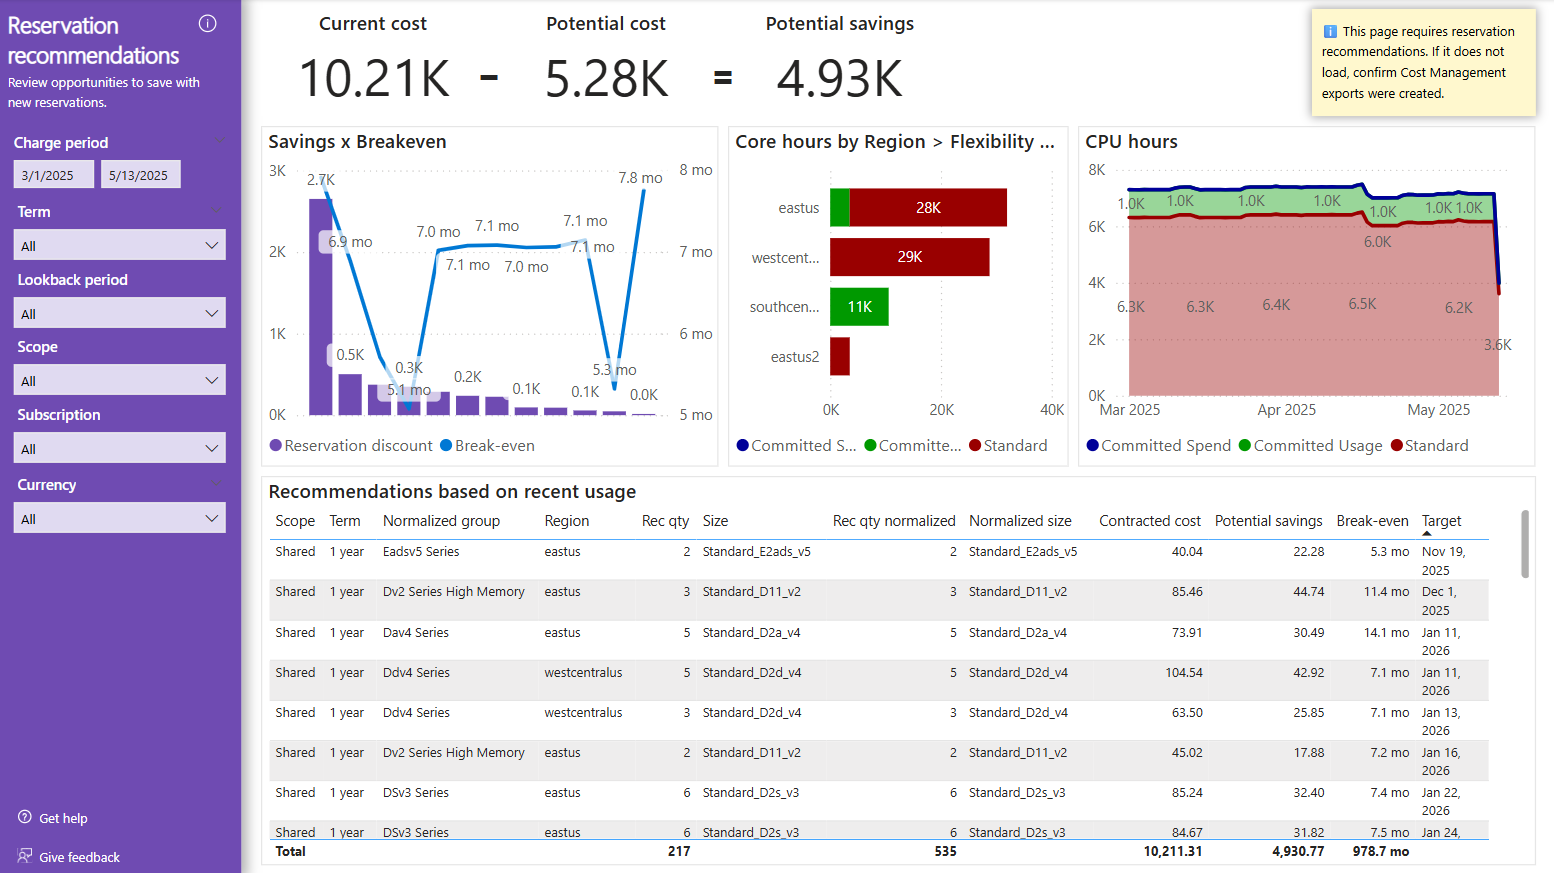 Reservation
recommendations
Review opportunities to save with
new reservations.
Charge period
3/1/2025
5/13/2025
Term
All
Lookback period
All
Scope
All
Subscription
All
Currency
All
Get help
Give feedback
Current cost
10.21K
-
Potential cost
5.28K
=
Potential savings
4.93K
This page requires reservation
recommendations. If it does not
load, confirm Cost Management
exports were created.
Savings x Breakeven
3K
2K
1K
0K
8 mo
7 mo
6 mo
5 mo
2.7K
6.9 mo
0.5K
0.3K
5.1 mo
7.0 mo
7.1 mo
0.2K
7.1 mo
7.0 mo
0.1K
7.1 mo
7.1 mo
0.1K
5.3 mo
7.8 mo
0.0K
Reservation discount
Break-even
Core hours by Region > Flexibility ...
eastus
28K
westcent...
29K
southcen...
11K
eastus2
0K
20K
40K
Committed S...
Committe...
Standard
CPU hours
8K
6K
4K
2K
0K
1.0K
1.0K
1.0K
1.0K
1.0K
1.0K
1.0K
6.0K
6.3K
6.3K
6.4K
6.5K
6.2K
3.6K
Mar 2025
Apr 2025
May 2025
Committed Spend
Committed Usage
Standard
Recommendations based on recent usage
Scope Term Normalized group Region Rec qty Size Rec qty normalized Normalized size Contracted cost Potential savings Break-even Target
Shared 1 year Eadsv5 Series eastus 2 Standard_E2ads_v5 2 Standard_E2ads_v5 40.04 22.28 5.3 mo Nov 19,
2025
Shared 1 year Dv2 Series High Memory eastus 3 Standard_D11_v2 3 Standard_D11_v2 85.46 44.74 11.4 mo Dec 1,
2025
Shared 1 year Dav4 Series eastus 5 Standard_D2a_v4 5 Standard_D2a_v4 73.91 30.49 14.1 mo Jan 11,
2026
Shared 1 year Ddv4 Series westcentralus 5 Standard_D2d_v4 5 Standard_D2d_v4 104.54 42.92 7.1 mo Jan 11,
2026
Shared 1 year Ddv4 Series westcentralus 3 Standard_D2d_v4 3 Standard_D2d_v4 63.50 25.85 7.1 mo Jan 13,
2026
Shared 1 year Dv2 Series High Memory eastus 2 Standard_D11_v2 2 Standard_D11_v2 45.02 17.88 7.2 mo Jan 16,
2026
Shared 1 year DSv3 Series eastus 6 Standard_D2s_v3 6 Standard_D2s_v3 85.24 32.40 7.4 mo Jan 22,
2026
Shared 1 year DSv3 Series eastus 6 Standard_D2s_v3 6 Standard_D2s_v3 84.67 31.82 7.5 mo Jan 24,
Total 217 535 10,211.31 4,930.77 978.7 mo